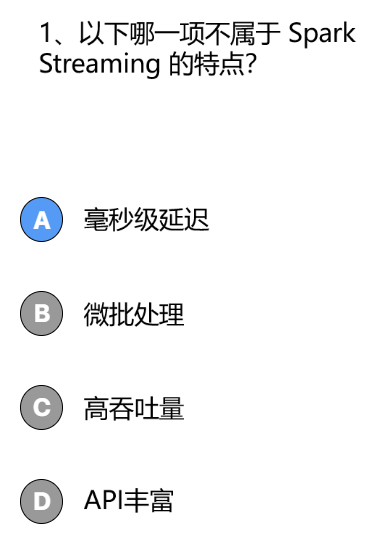 1、以下哪一项不属于 Spark
Streaming 的特点?
A 毫秒级延迟
B 微批处理
C 高吞吐量
D API丰富